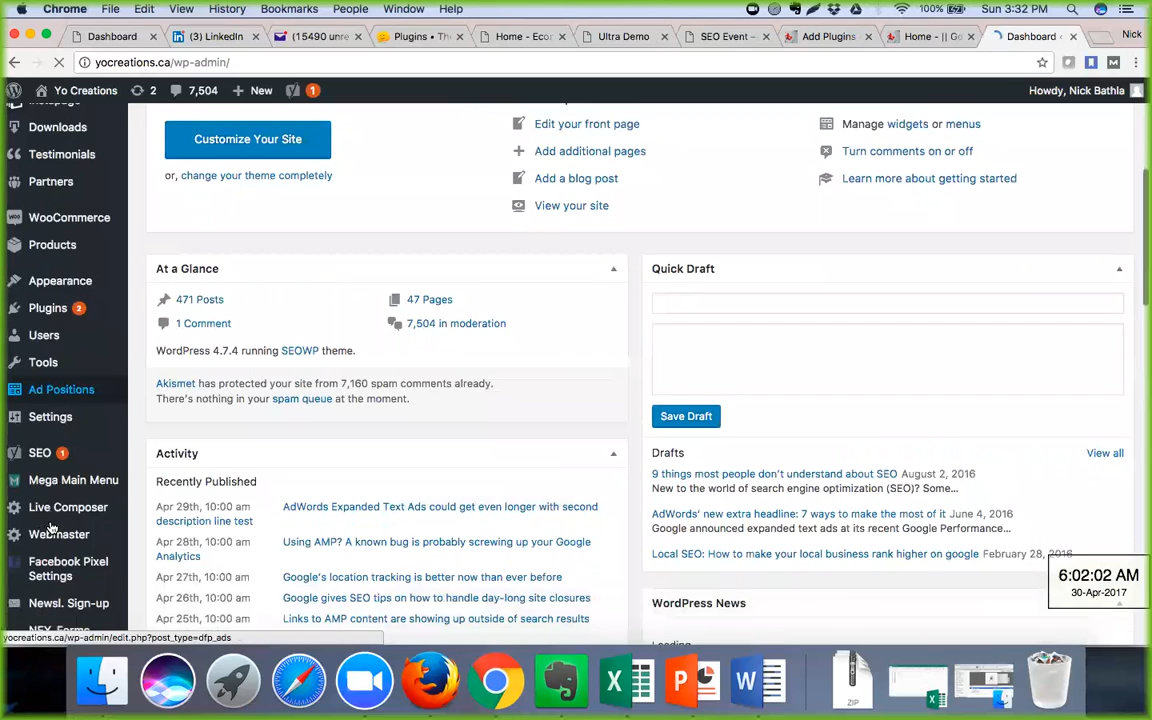 Chrome File Edit View History Bookmarks People Window Help 100% Sun 3:32 PM
Dashboard (3) LinkedIn (15490 unre Plugins • The Home - Econ Ultra Demo SEO Event – Add Plugins Home - || Go Dashboard Nick
yocreations.ca/wp-admin/
Yo Creations 2 7,504 New 1 Howdy, Nick Bathla
Downloads
Testimonials
Partners
WooCommerce
Products
Appearance
Plugins 2
Users
Tools
Ad Positions
Settings
SEO 1
Mega Main Menu
Live Composer
Webmaster
Facebook Pixel
Settings
Newsl. Sign-up
yocreations.ca/wp-admin/edit.php?post_type=dfp_ads
Customize Your Site
or, change your theme completely
Edit your front page
Add additional pages
Add a blog post
View your site
Manage widgets or menus
Turn comments on or off
Learn more about getting started
At a Glance
471 Posts 47 Pages
1 Comment 7,504 in moderation
WordPress 4.7.4 running SEOWP theme.
Akismet has protected your site from 7,160 spam comments already.
There's nothing in your spam queue at the moment.
Activity
Recently Published
Apr 29th, 10:00 am AdWords Expanded Text Ads could get even longer with second
description line test
Apr 28th, 10:00 am Using AMP? A known bug is probably screwing up your Google
Analytics
Apr 27th, 10:00 am Google's location tracking is better now than ever before
Apr 26th, 10:00 am Google gives SEO tips on how to handle day-long site closures
Apr 25th, 10:00 am Links to AMP content are showing up outside of search results
Quick Draft
Save Draft
Drafts View all
9 things most people don't understand about SEO August 2, 2016
New to the world of search engine optimization (SEO)? Some…
AdWords' new extra headline: 7 ways to make the most of it June 4, 2016
Google announced expanded text ads at its recent Google Performance…
Local SEO: How to make your local business rank higher on google February 28, 2016
WordPress News
6:02:02 AM
30-Apr-2017
ZIP